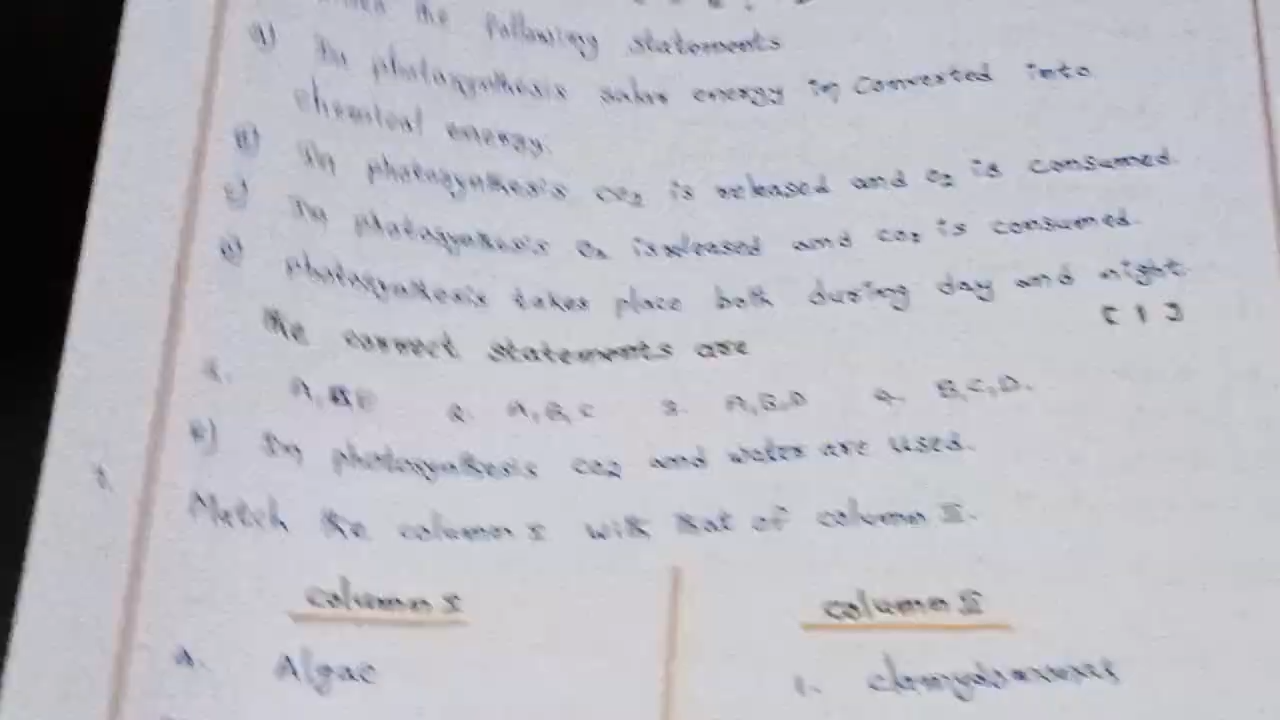 the following statements
A) In photosynthesis solar energy in converted into
chemical energy.
B) In photosynthesis co2 is released and o2 is consumed.
c) In photosynthesis o2 is released and co2 is consumed.
photosynthesis takes place both during day and night
[ 1 ]
the correct statements are
2. A, B, C 3. A, B, D 4. B, C, D.
In photosynthesis co2 and water are used.
Match the column I with that of column II.
column I column II
a. Algae 1.